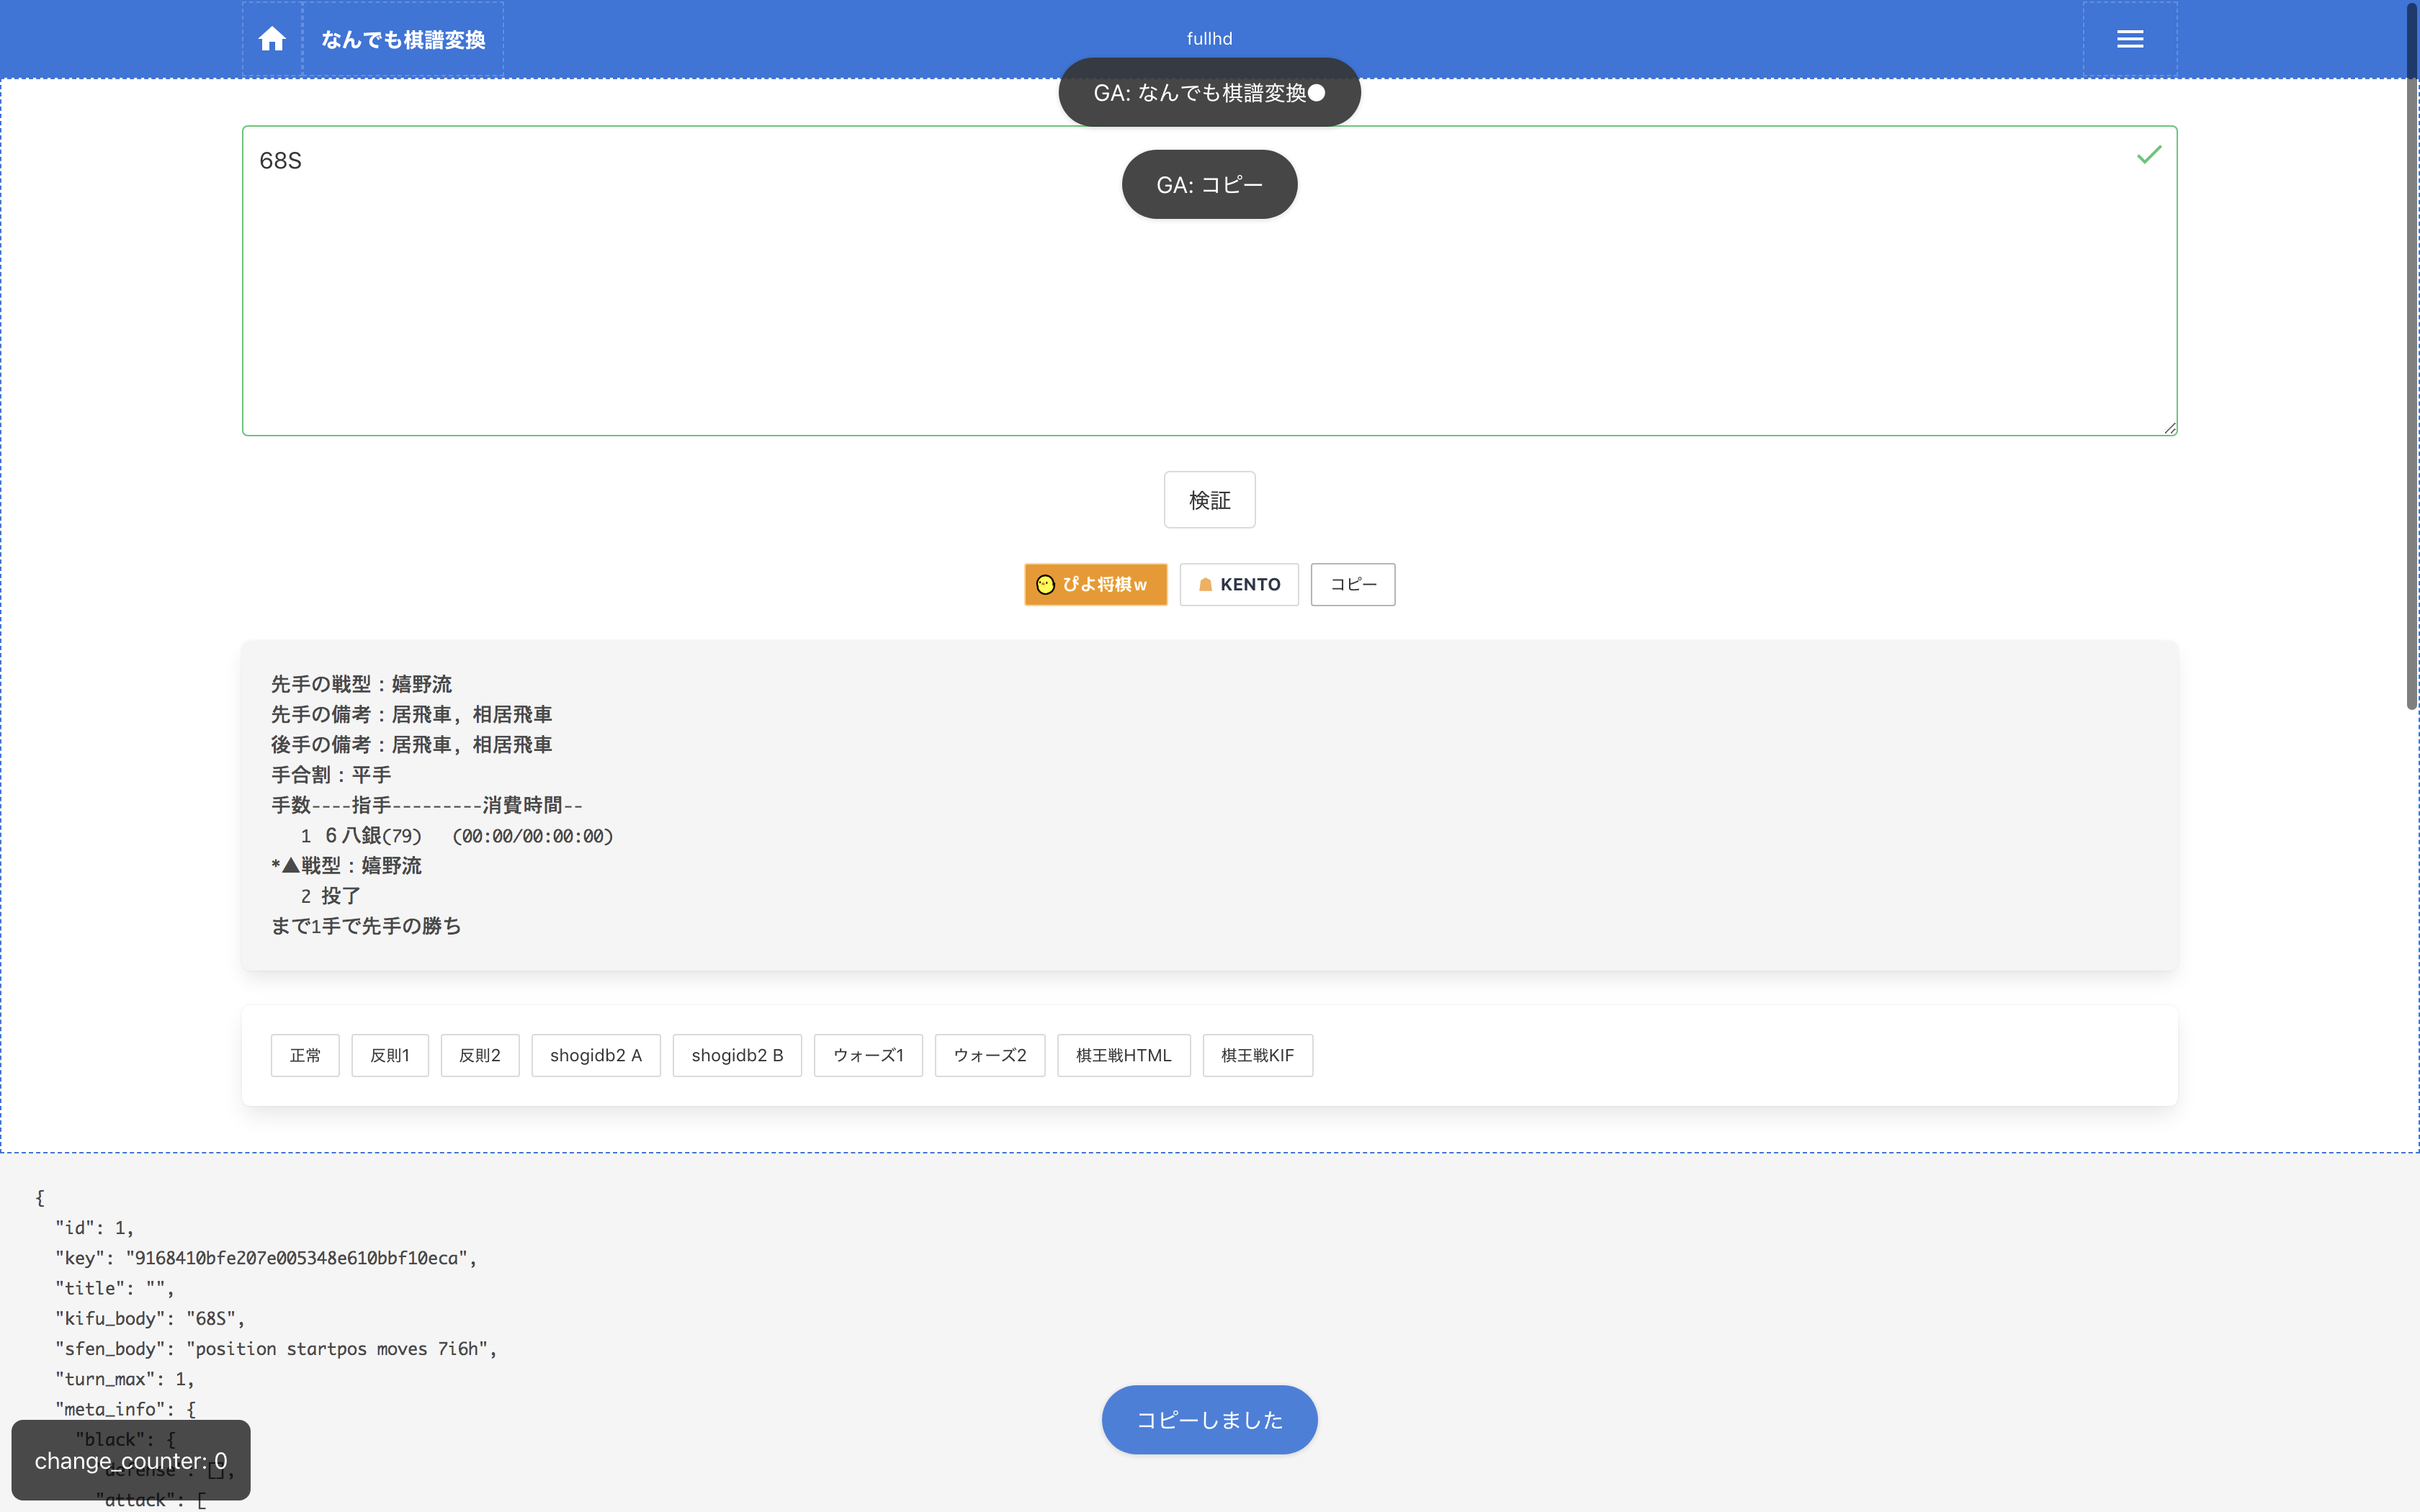 なんでも棋譜変換
fullhd
GA: なんでも棋譜変換●
68S
GA: コピー
検証
ぴよ将棋w
KENTO
コピー
先手の戦型：嬉野流
先手の備考：居飛車, 相居飛車
後手の備考：居飛車, 相居飛車
手合割：平手
手数----指手---------消費時間--
1 ６八銀(79) (00:00/00:00:00)
*▲戦型：嬉野流
2 投了
まで1手で先手の勝ち
正常 反則1 反則2 shogidb2 A shogidb2 B ウォーズ1 ウォーズ2 棋王戦HTML 棋王戦KIF
{
"id": 1,
"key": "9168410bfe207e005348e610bbf10eca",
"title": "",
"kifu_body": "68S",
"sfen_body": "position startpos moves 7i6h",
"turn_max": 1,
"meta_info": {
"black": {
"defense": [],
"attack": [
change_counter: 0
コピーしました